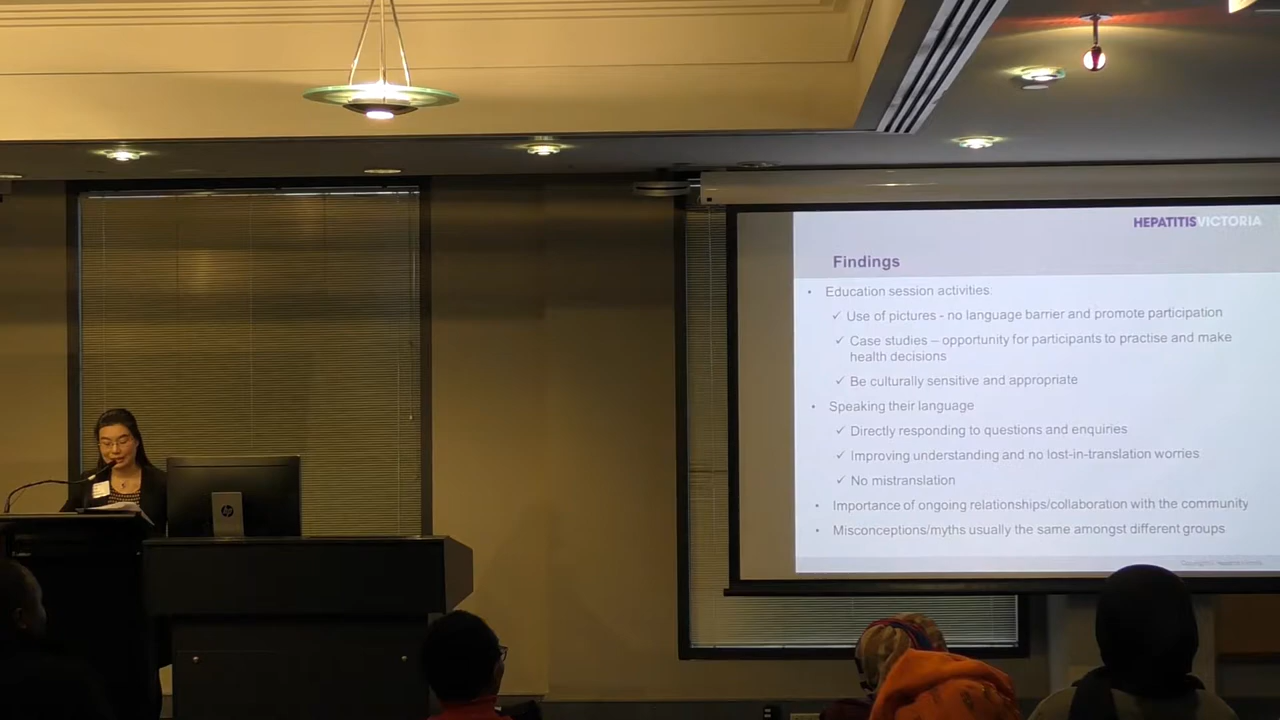 HEPATITIS VICTORIA
Findings
• Education session activities:
✓ Use of pictures - no language barrier and promote participation
✓ Case studies – opportunity for participants to practise and make
health decisions
✓ Be culturally sensitive and appropriate
• Speaking their language
✓ Directly responding to questions and enquiries
✓ Improving understanding and no lost-in-translation worries
✓ No mistranslation
• Importance of ongoing relationships/collaboration with the community
• Misconceptions/myths usually the same amongst different groups
hp